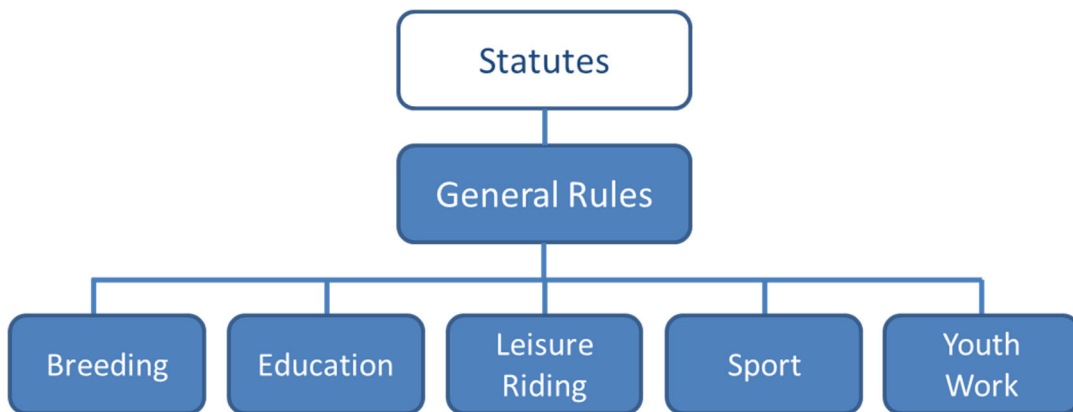 Statutes
General Rules
Breeding
Education
Leisure
Riding
Sport
Youth
Work